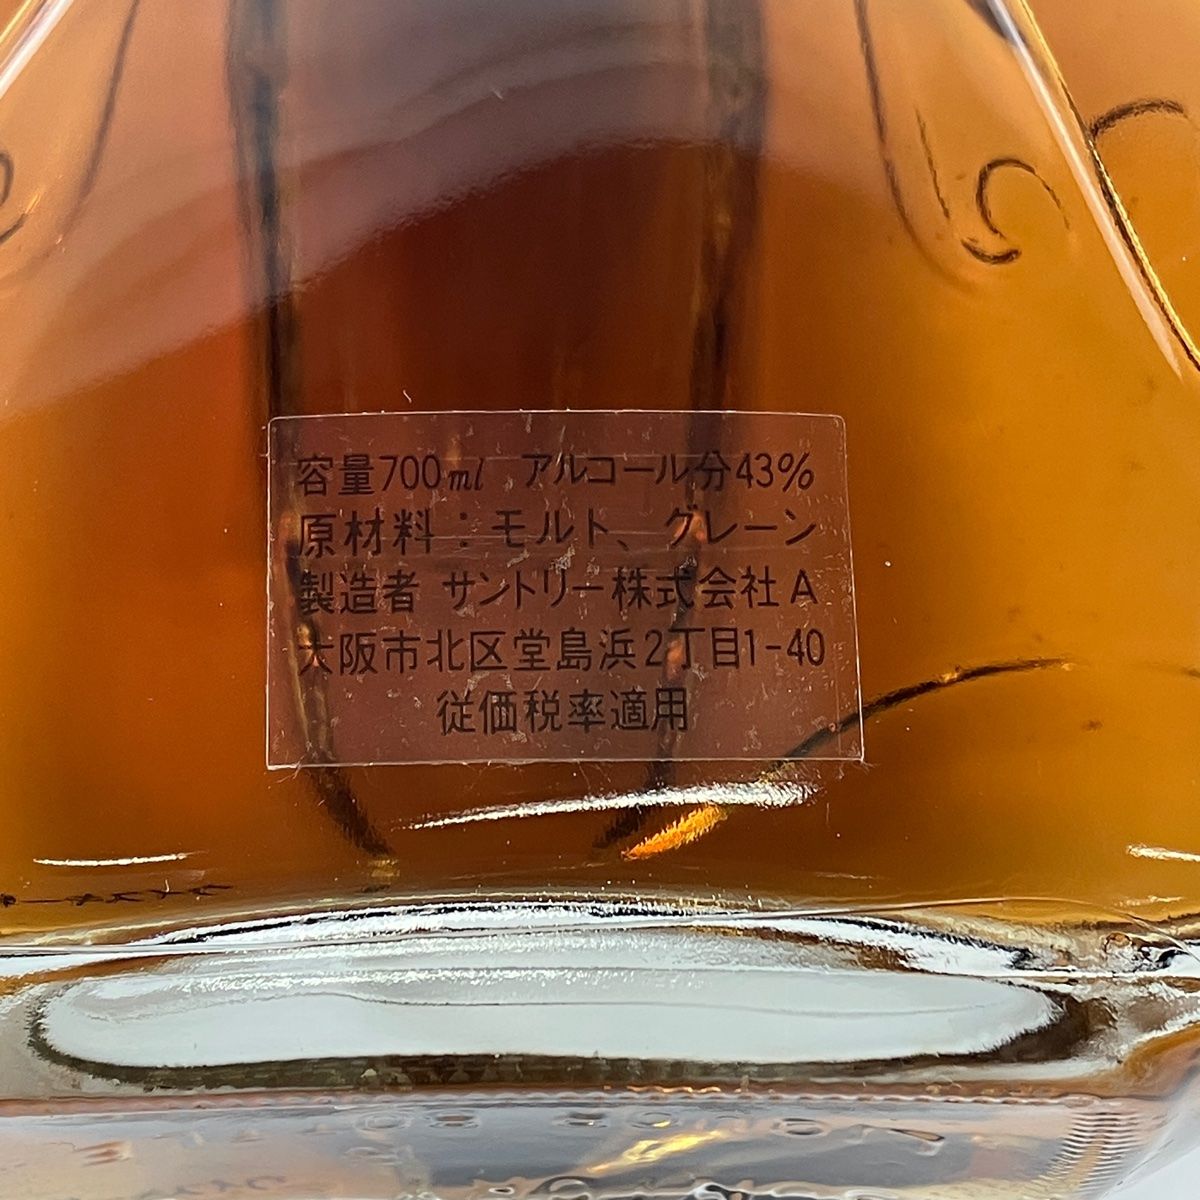 容量700ml アルコール分43%
原材料：モルト、グレーン
製造者 サントリー株式会社A
大阪市北区堂島浜2丁目1-40
従価税率適用